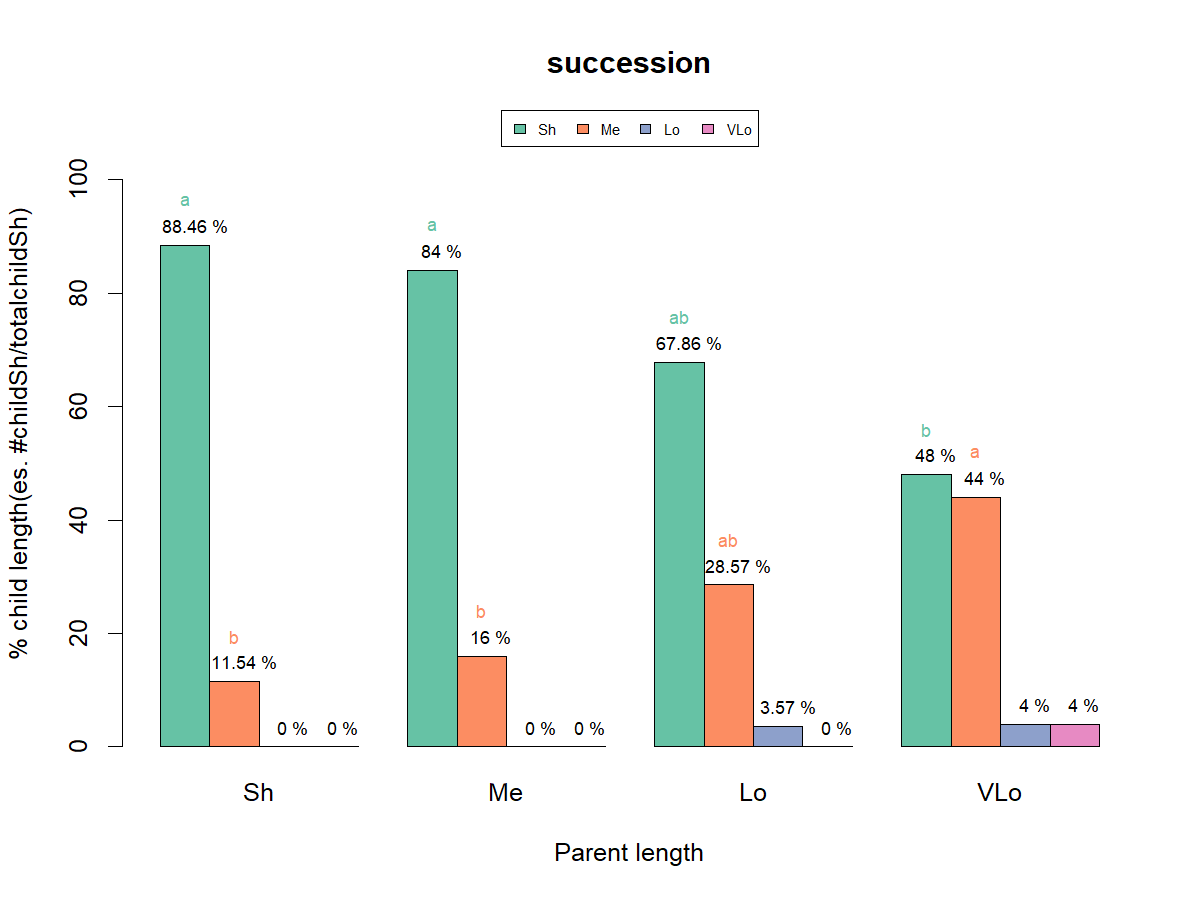 succession
Sh Me Lo VLo
% child length(es. #childSh/totalchildSh)
100
80
60
40
20
0
a
88.46 %
b
11.54 %
0 %
0 %
a
84 %
b
16 %
0 %
0 %
ab
67.86 %
ab
28.57 %
3.57 %
0 %
b
48 %
a
44 %
4 %
4 %
Sh Me Lo VLo
Parent length